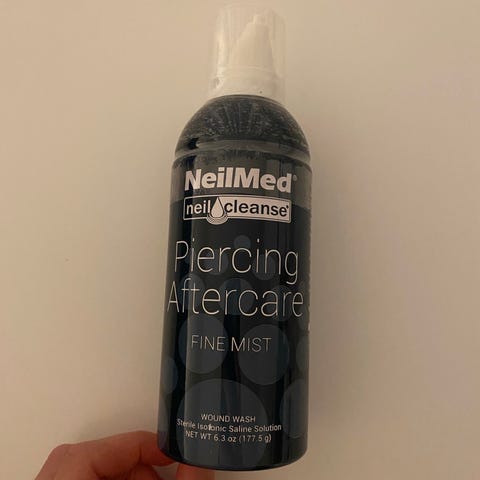 NeilMed®
neil cleanse®
Piercing
Aftercare
FINE MIST
WOUND WASH
Sterile Isotonic Saline Solution
NET WT 6.3 oz (177.5 g)